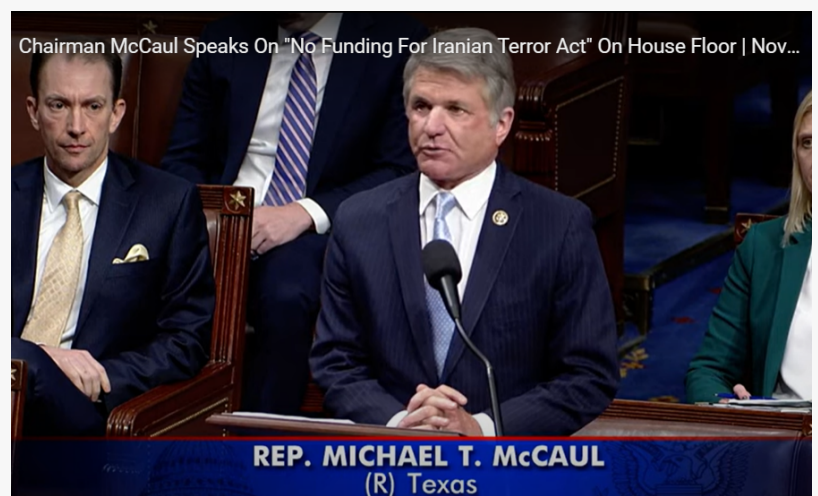 Chairman McCaul Speaks On "No Funding For Iranian Terror Act" On House Floor | Nov...
REP. MICHAEL T. McCAUL
(R) Texas